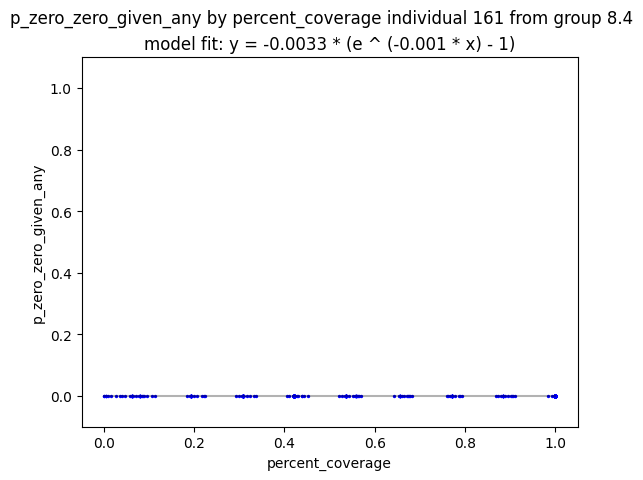 p_zero_zero_given_any by percent_coverage individual 161 from group 8.4
model fit: y = -0.0033 * (e ^ (-0.001 * x) - 1)
1.0
0.8
0.6
0.4
0.2
0.0
p_zero_zero_given_any
0.0 0.2 0.4 0.6 0.8 1.0
percent_coverage